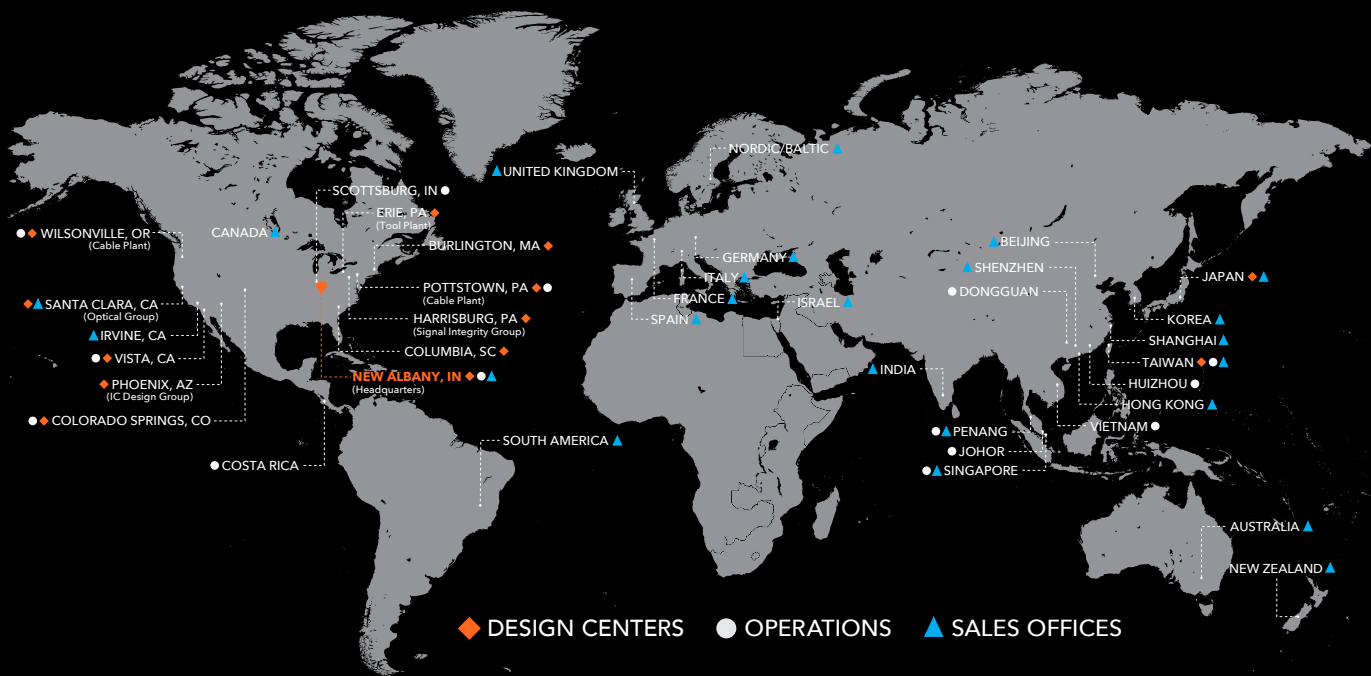 NORDIC/BALTIC
UNITED KINGDOM
SCOTTSBURG, IN
ERIE, PA
(Tool Plant)
WILSONVILLE, OR
(Cable Plant)
CANADA
BURLINGTON, MA
BEIJING
GERMANY
SHENZHEN
ITALY
JAPAN
POTTSTOWN, PA
(Cable Plant)
DONGGUAN
SANTA CLARA, CA
(Optical Group)
FRANCE
ISRAEL
HARRISBURG, PA
(Signal Integrity Group)
SPAIN
KOREA
IRVINE, CA
SHANGHAI
COLUMBIA, SC
VISTA, CA
TAIWAN
INDIA
NEW ALBANY, IN
(Headquarters)
PHOENIX, AZ
(IC Design Group)
HUIZHOU
HONG KONG
COLORADO SPRINGS, CO
VIETNAM
PENANG
SOUTH AMERICA
JOHOR
COSTA RICA
SINGAPORE
AUSTRALIA
NEW ZEALAND
DESIGN CENTERS
OPERATIONS
SALES OFFICES